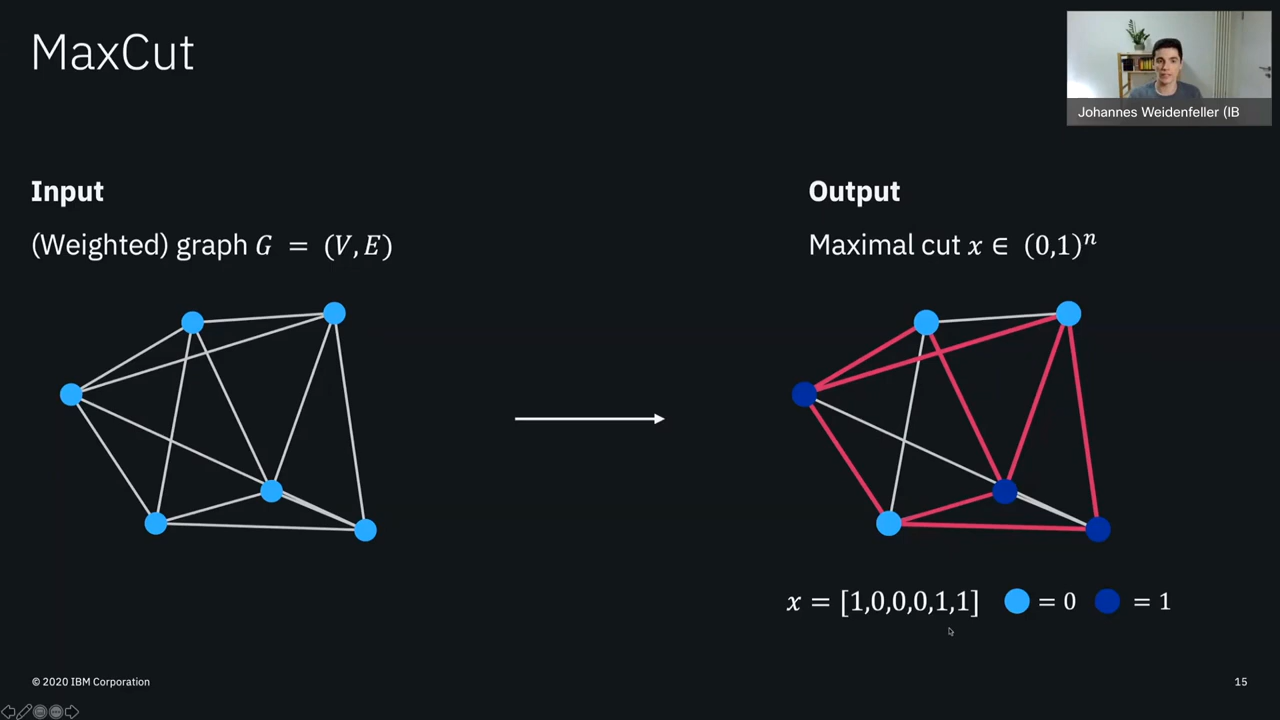 MaxCut
Johannes Weidenfeller (IB
Input
Output
(Weighted) graph G = (V, E)
Maximal cut x ∈ (0,1)ⁿ
x = [1,0,0,0,1,1] = 0 = 1
© 2020 IBM Corporation
15